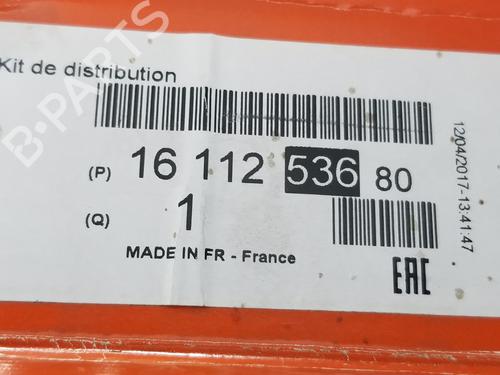 Kit de distribution
(P) 16 112 536 80
(Q) 1
MADE IN FR - France
EAC
12/04/2017-13:41:47
B-PARTS